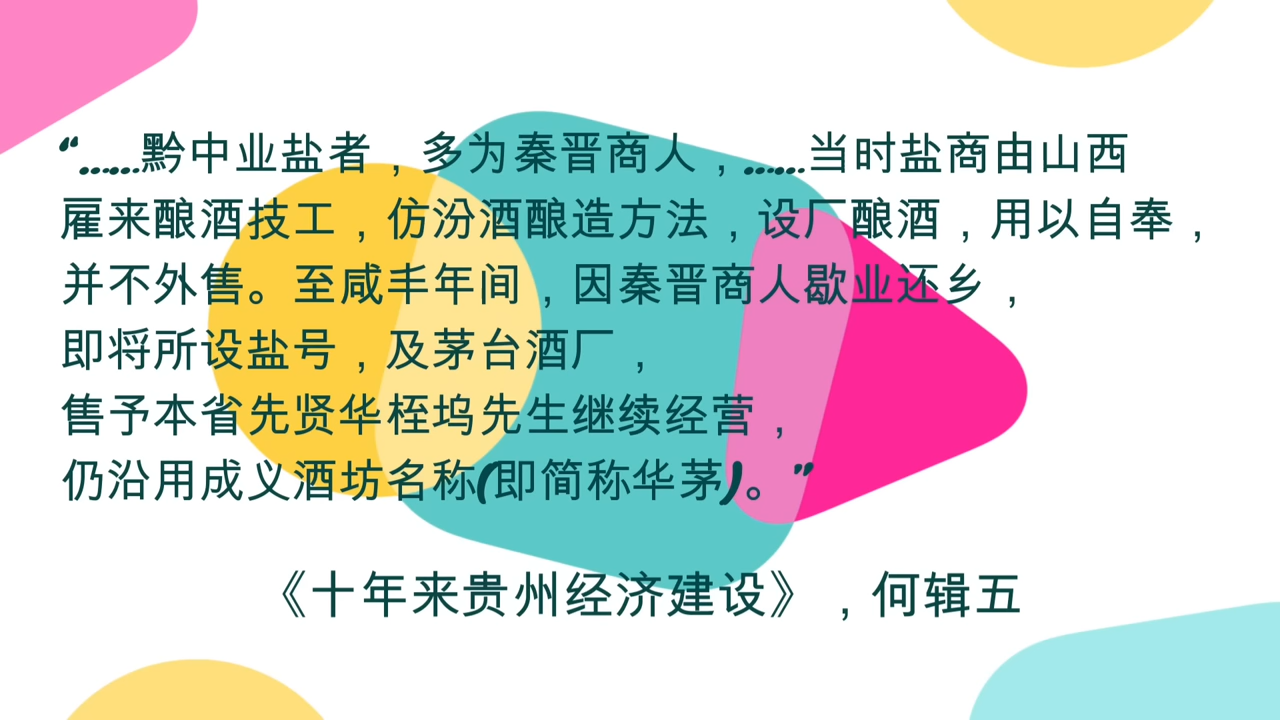 “……黔中业盐者，多为秦晋商人，……当时盐商由山西
雇来酿酒技工，仿汾酒酿造方法，设厂酿酒，用以自奉，
并不外售。至咸丰年间，因秦晋商人歇业还乡，
即将所设盐号，及茅台酒厂，
售予本省先贤华桎坞先生继续经营，
仍沿用成义酒坊名称(即简称华茅)。”
《十年来贵州经济建设》，何辑五